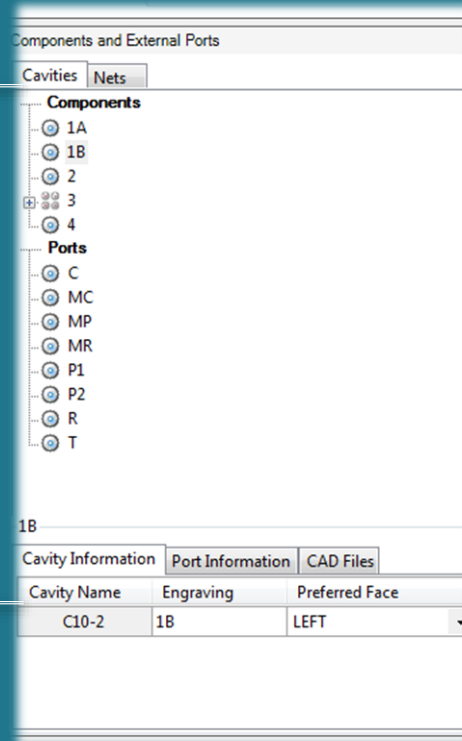 Components and External Ports
Cavities Nets
Components
1A
1B
2
3
4
Ports
C
MC
MP
MR
P1
P2
R
T
1B
Cavity Information Port Information CAD Files
Cavity Name Engraving Preferred Face
C10-2 1B LEFT